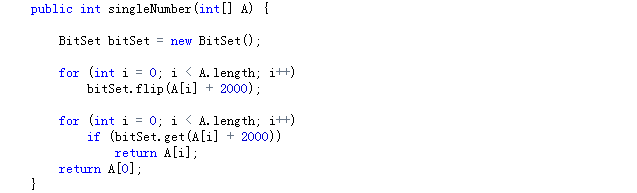 public int singleNumber(int[] A) {
BitSet bitSet = new BitSet();
for (int i = 0; i < A.length; i++)
bitSet.flip(A[i] + 2000);
for (int i = 0; i < A.length; i++)
if (bitSet.get(A[i] + 2000))
return A[i];
return A[0];
}